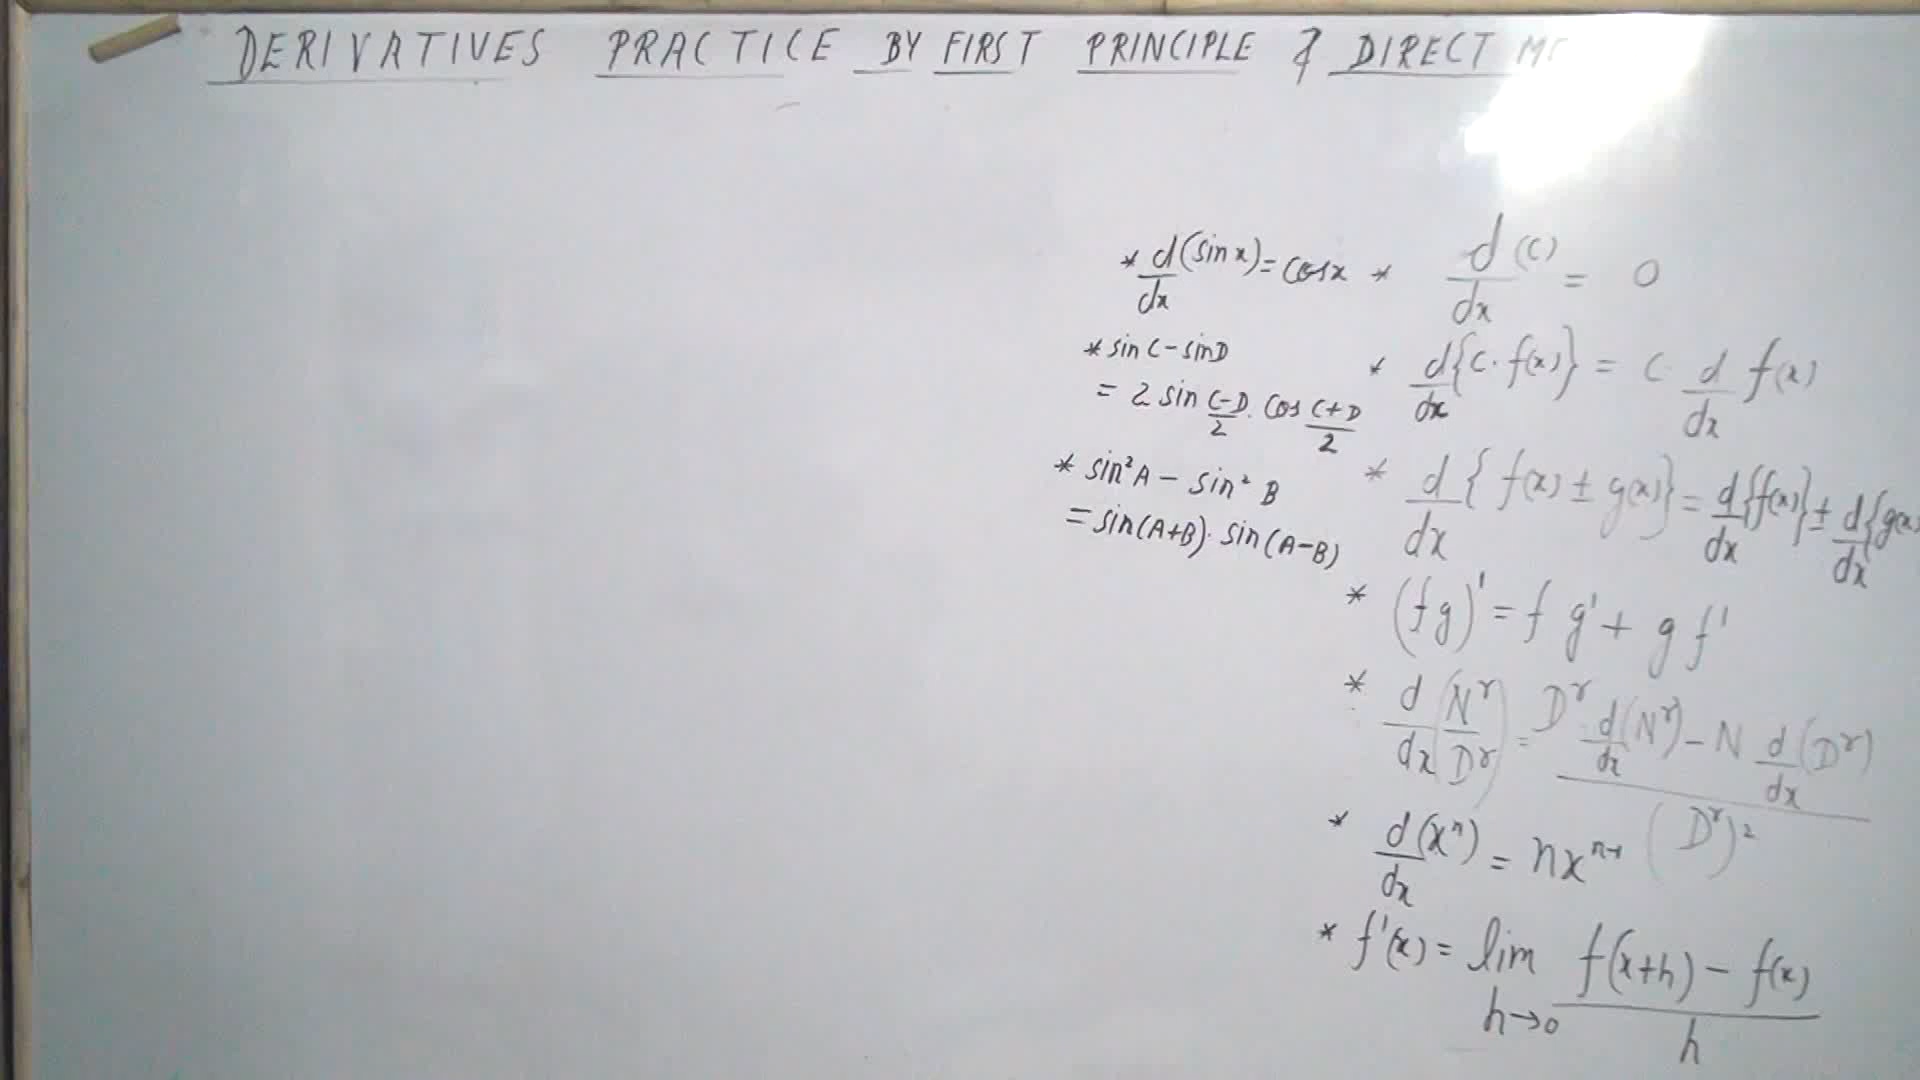 DERIVATIVES PRACTICE BY FIRST PRINCIPLE & DIRECT
* d/dx (sin x) = cos x
* sin C - sin D
= 2 sin (C-D)/2 . cos (C+D)/2
* sin² A - sin² B
= sin(A+B) . sin(A-B)
* d/dx (c) = 0
* d/dx {c. f(x)} = c d/dx f(x)
* d/dx { f(x) ± g(x)} = d/dx {f(x)} ± d/dx {g(x)
* (fg)' = f g' + g f'
* d/dx (Nʳ/Dʳ) = (Dʳ d/dx (Nʳ) - N d/dx (Dʳ))/(Dʳ)²
* d/dx (xⁿ) = nxⁿ⁻¹
* f'(x) = lim h→0 (f(x+h) - f(x))/h